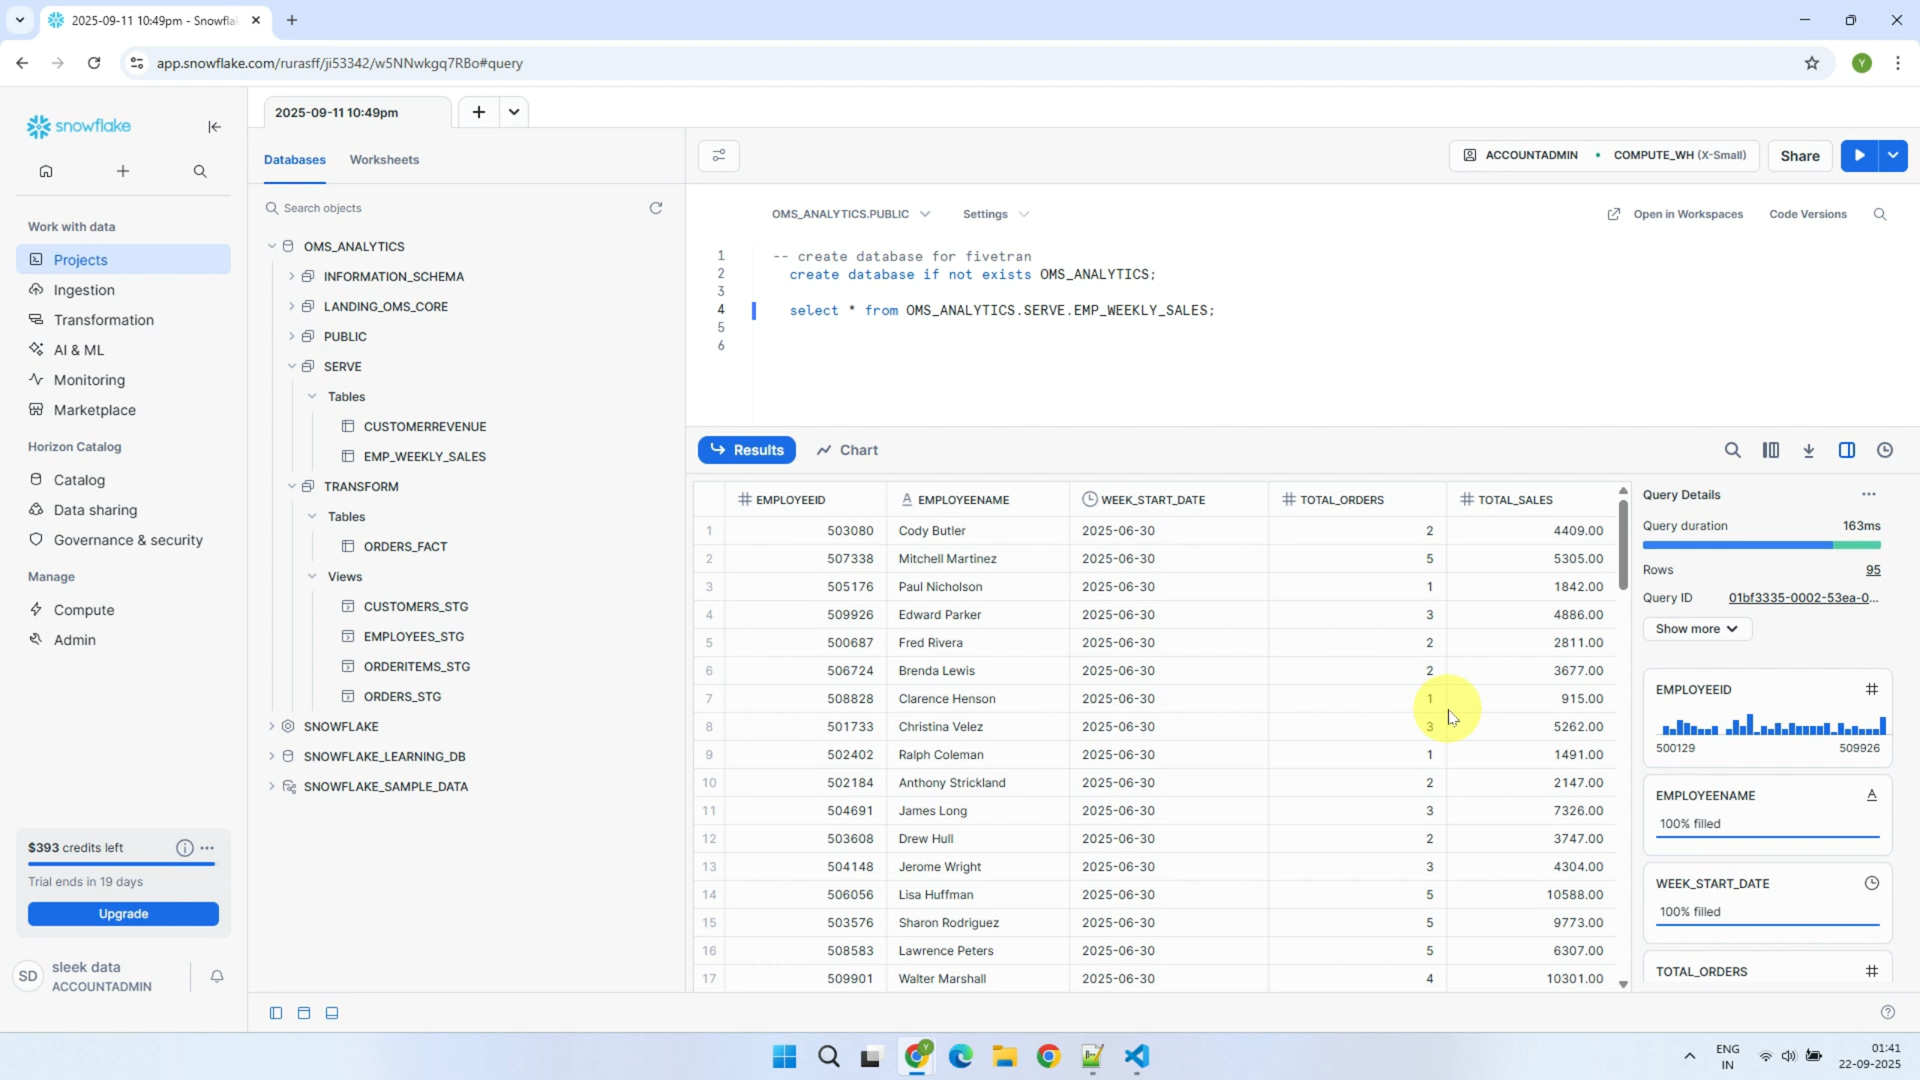 2025-09-11 10:49pm - Snowfla
app.snowflake.com/rurasff/ji53342/w5NNwkgq7RBo#query
Y
snowflake
2025-09-11 10:49pm
Databases
Worksheets
Search objects
ACCOUNTADMIN
COMPUTE_WH (X-Small)
Share
Work with data
Projects
Ingestion
Transformation
AI & ML
Monitoring
Marketplace
Horizon Catalog
Catalog
Data sharing
Governance & security
Manage
Compute
Admin
$393 credits left
Trial ends in 19 days
Upgrade
SD
sleek data
ACCOUNTADMIN
OMS_ANALYTICS
INFORMATION_SCHEMA
LANDING_OMS_CORE
PUBLIC
SERVE
Tables
CUSTOMERREVENUE
EMP_WEEKLY_SALES
TRANSFORM
Tables
ORDERS_FACT
Views
CUSTOMERS_STG
EMPLOYEES_STG
ORDERITEMS_STG
ORDERS_STG
SNOWFLAKE
SNOWFLAKE_LEARNING_DB
SNOWFLAKE_SAMPLE_DATA
OMS_ANALYTICS.PUBLIC
Settings
Open in Workspaces
Code Versions
1 -- create database for fivetran
2 create database if not exists OMS_ANALYTICS;
3
4 select * from OMS_ANALYTICS.SERVE.EMP_WEEKLY_SALES;
5
6
Results
Chart
EMPLOYEEID EMPLOYEENAME WEEK_START_DATE TOTAL_ORDERS TOTAL_SALES
1 503080 Cody Butler 2025-06-30 2 4409.00
2 507338 Mitchell Martinez 2025-06-30 5 5305.00
3 505176 Paul Nicholson 2025-06-30 1 1842.00
4 509926 Edward Parker 2025-06-30 3 4886.00
5 500687 Fred Rivera 2025-06-30 2 2811.00
6 506724 Brenda Lewis 2025-06-30 2 3677.00
7 508828 Clarence Henson 2025-06-30 1 915.00
8 501733 Christina Velez 2025-06-30 3 5262.00
9 502402 Ralph Coleman 2025-06-30 1 1491.00
10 502184 Anthony Strickland 2025-06-30 2 2147.00
11 504691 James Long 2025-06-30 3 7326.00
12 503608 Drew Hull 2025-06-30 2 3747.00
13 504148 Jerome Wright 2025-06-30 3 4304.00
14 506056 Lisa Huffman 2025-06-30 5 10588.00
15 503576 Sharon Rodriguez 2025-06-30 5 9773.00
16 508583 Lawrence Peters 2025-06-30 5 6307.00
17 509901 Walter Marshall 2025-06-30 4 10301.00
Query Details
Query duration 163ms
Rows 95
Query ID 01bf3335-0002-53ea-0...
Show more
EMPLOYEEID
500129 509926
EMPLOYEENAME
100% filled
WEEK_START_DATE
100% filled
TOTAL_ORDERS
ENG
IN
01:41
22-09-2025